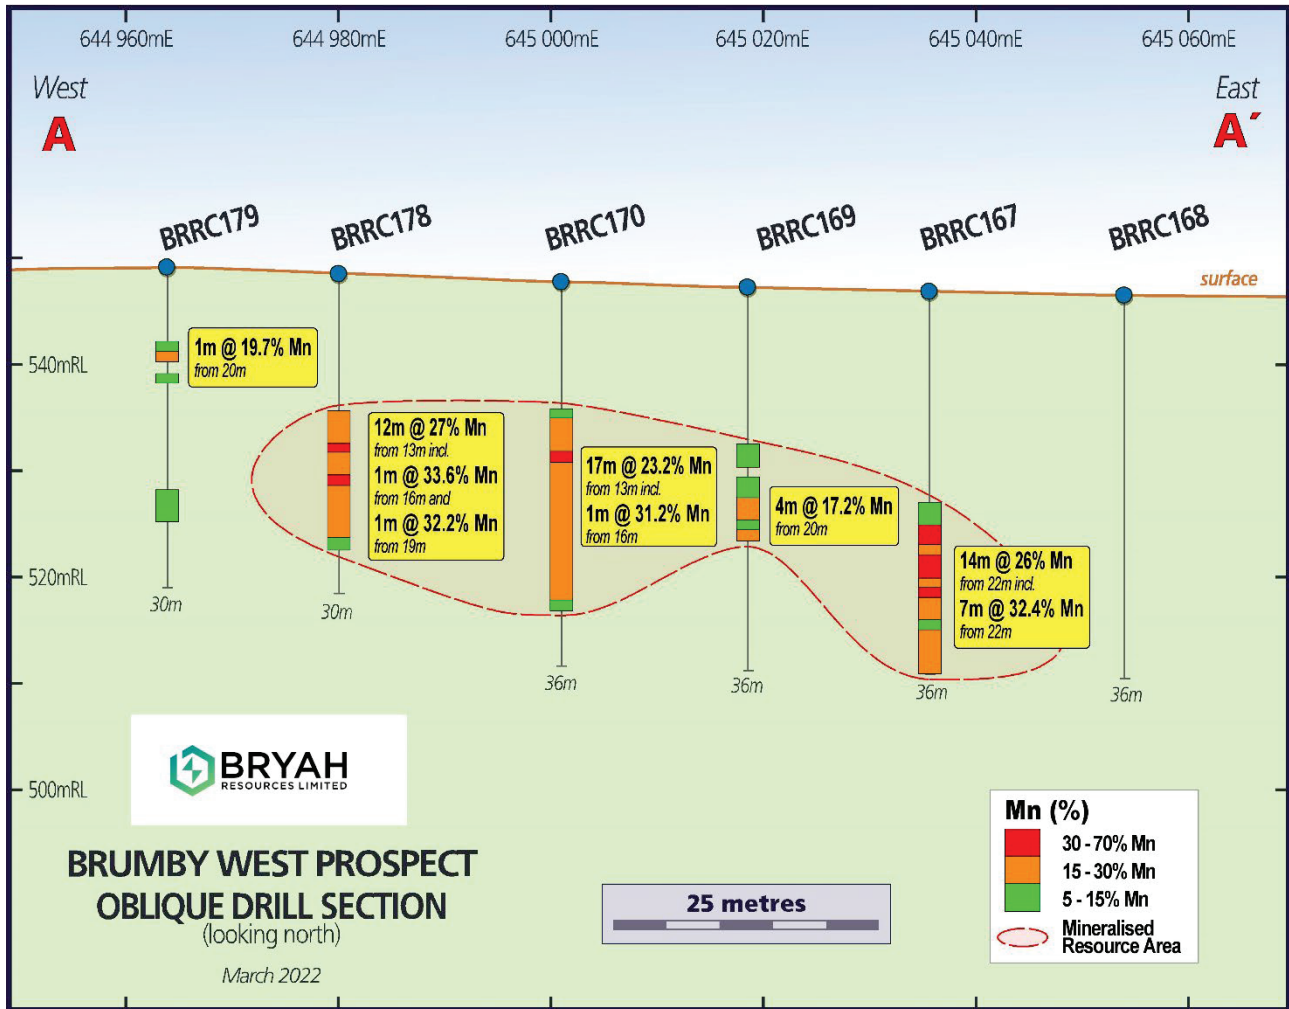 644 960mE 644 980mE 645 000mE 645 020mE 645 040mE 645 060mE
West
East
A
A´
BRRC179
BRRC178
BRRC170
BRRC169
BRRC167
BRRC168
surface
540mRL
520mRL
500mRL
1m @ 19.7% Mn
from 20m
12m @ 27% Mn
from 13m incl.
1m @ 33.6% Mn
from 16m and
1m @ 32.2% Mn
from 19m
17m @ 23.2% Mn
from 13m incl.
1m @ 31.2% Mn
from 16m
4m @ 17.2% Mn
from 20m
14m @ 26% Mn
from 22m incl.
7m @ 32.4% Mn
from 22m
30m
30m
36m
36m
36m
36m
BRYAH
RESOURCES LIMITED
BRUMBY WEST PROSPECT
OBLIQUE DRILL SECTION
(looking north)
March 2022
25 metres
Mn (%)
30 - 70% Mn
15 - 30% Mn
5 - 15% Mn
Mineralised
Resource Area